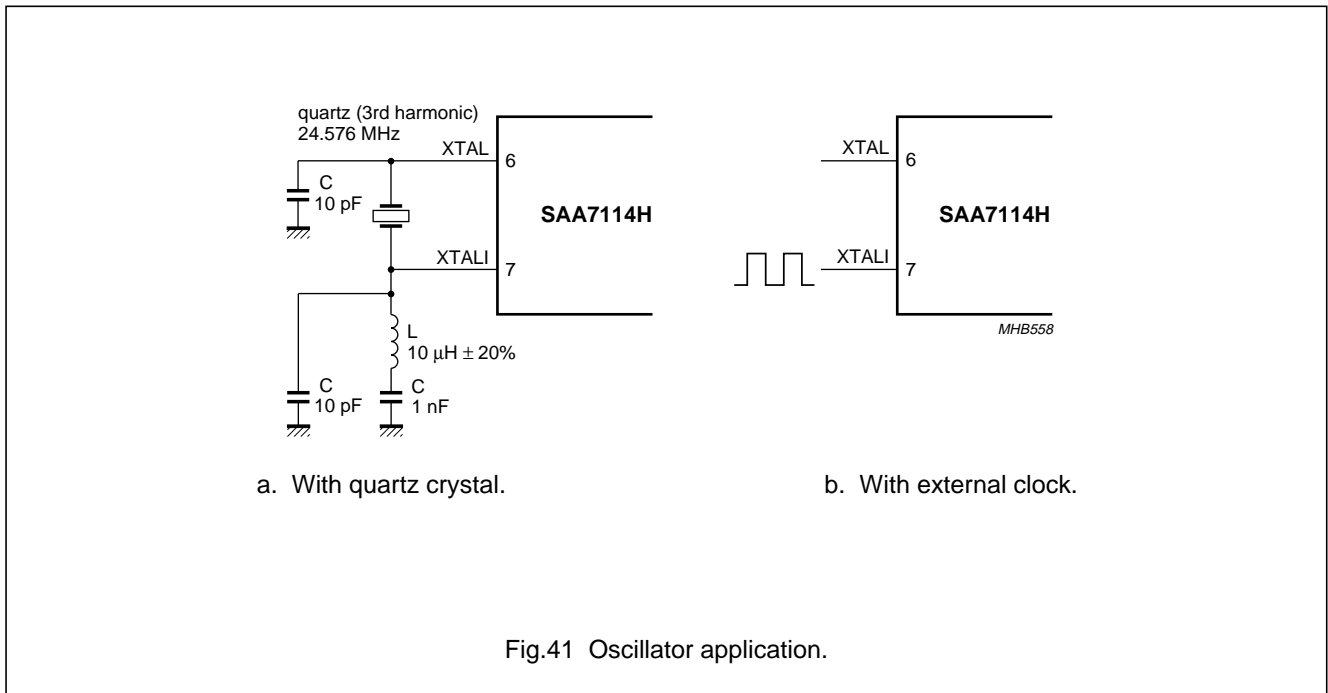 quartz (3rd harmonic)
24.576 MHz
XTAL
6
C
10 pF
SAA7114H
XTALI
7
L
10 μH ± 20%
C
10 pF
C
1 nF
a. With quartz crystal.
XTAL
6
SAA7114H
XTALI
7
MHB558
b. With external clock.
Fig.41 Oscillator application.